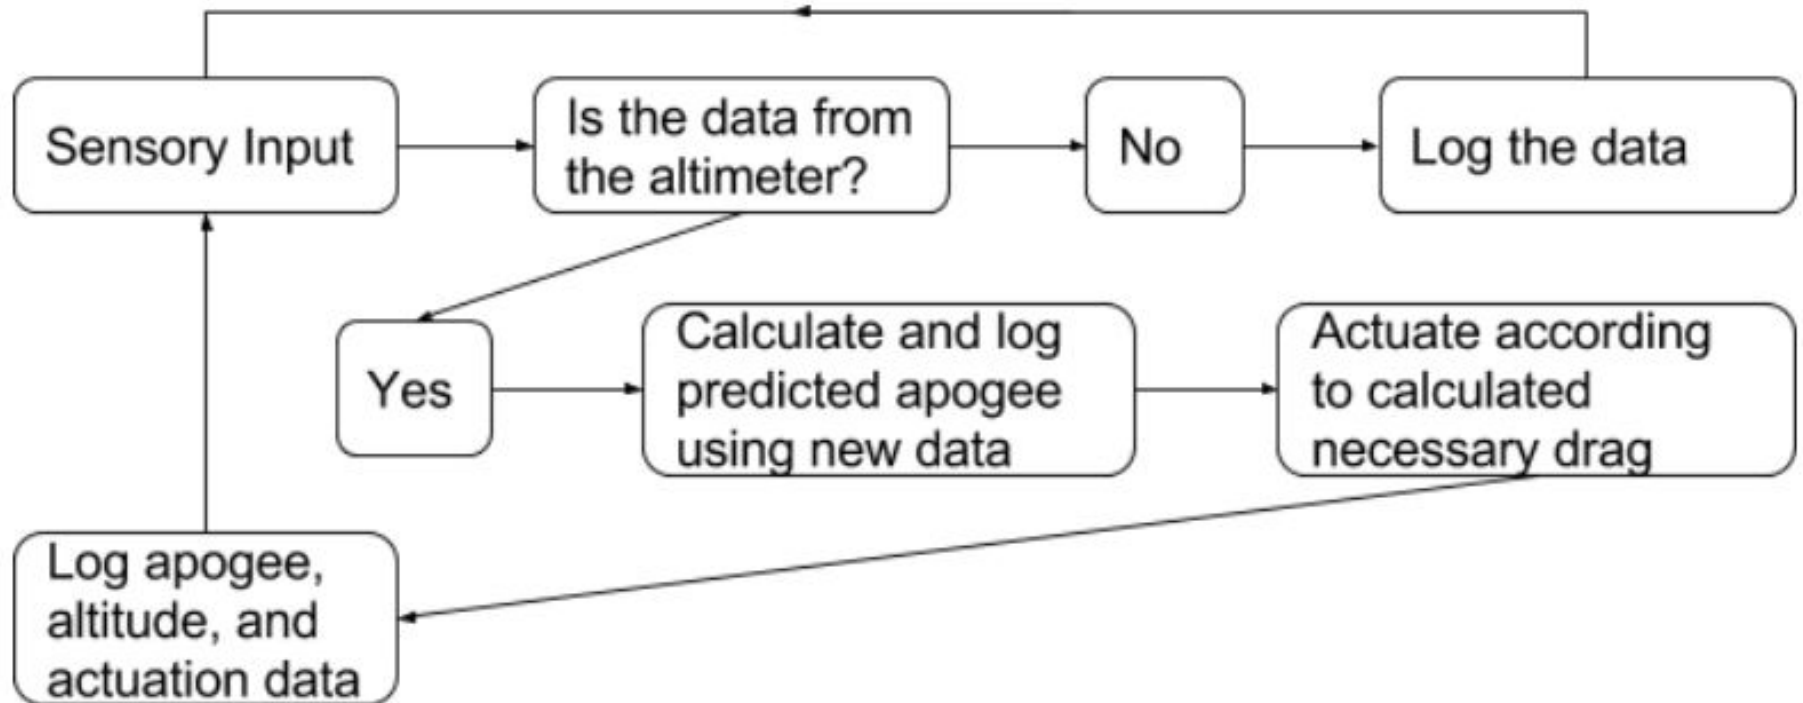 Sensory Input
Is the data from
the altimeter?
No
Log the data
Yes
Calculate and log
predicted apogee
using new data
Actuate according
to calculated
necessary drag
Log apogee,
altitude, and
actuation data